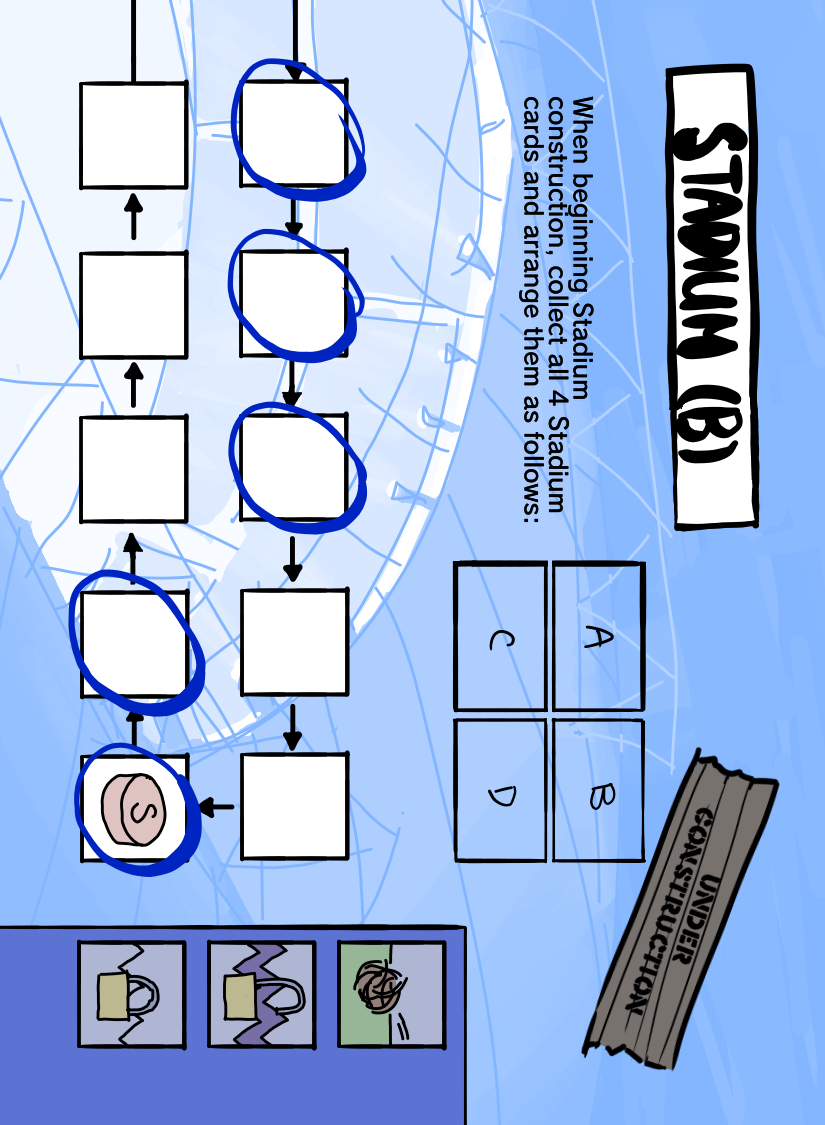 STADIUM (B)
When beginning Stadium
construction, collect all 4 Stadium
cards and arrange them as follows:
A
B
C
D
UNDER
CONSTRUCTION
S